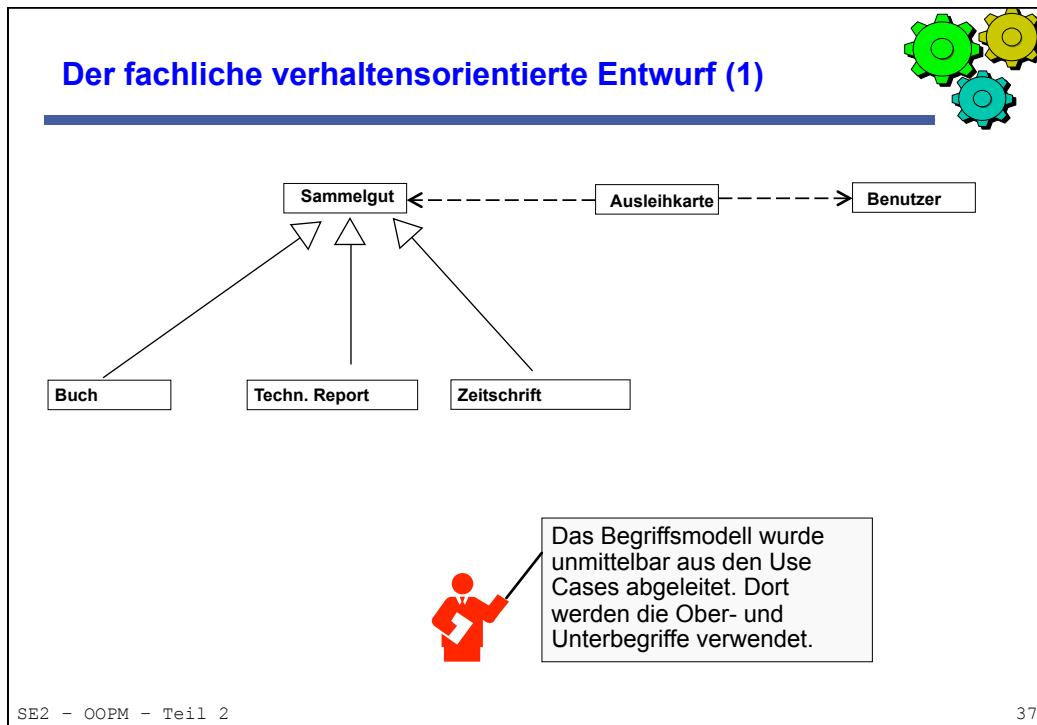 Der fachliche verhaltensorientierte Entwurf (1)
Sammelgut
Ausleihkarte
Benutzer
Buch
Techn. Report
Zeitschrift
Das Begriffsmodell wurde
unmittelbar aus den Use
Cases abgeleitet. Dort
werden die Ober- und
Unterbegriffe verwendet.
SE2 – OOPM – Teil 2
37